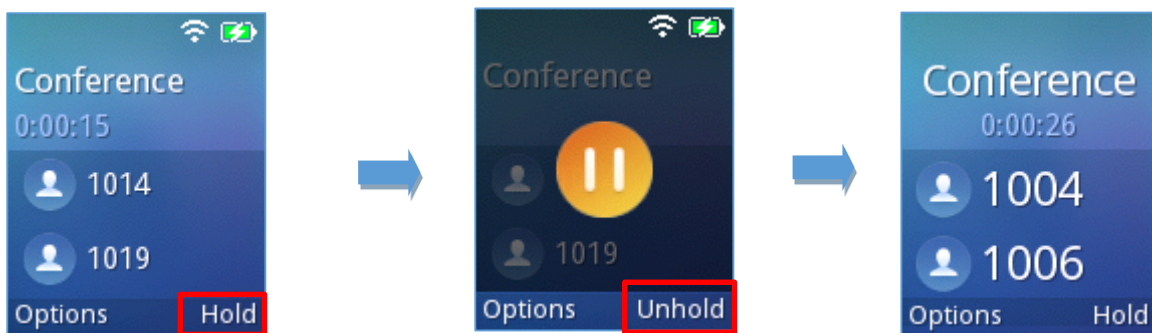 Conference
0:00:15
1014
1019
Options Hold
Conference
1019
Options Unhold
Conference
0:00:26
1004
1006
Options Hold